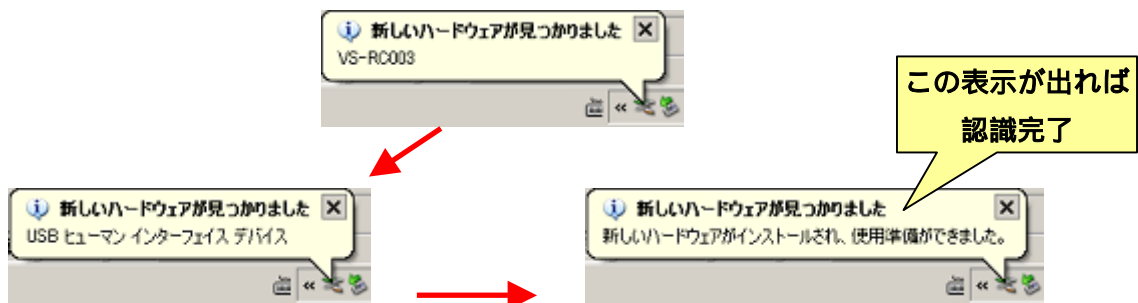 新しいハードウェアが見つかりました
VS-RC003
この表示が出れば
認識完了
新しいハードウェアが見つかりました
USB ヒューマン インターフェイス デバイス
新しいハードウェアが見つかりました
新しいハードウェアがインストールされ、使用準備ができました。